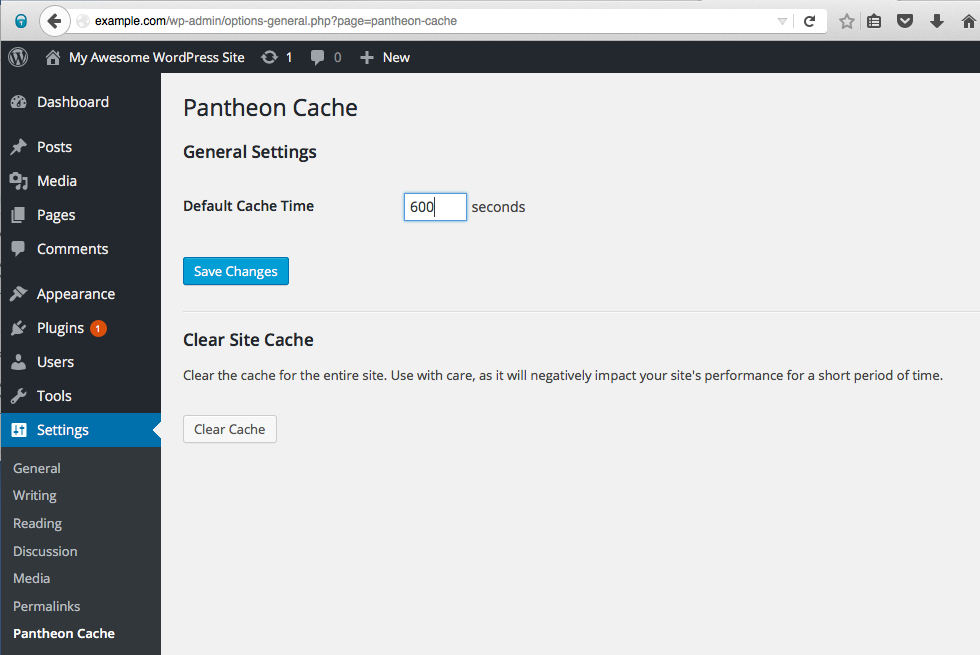 example.com/wp-admin/options-general.php?page=pantheon-cache
My Awesome WordPress Site 1 0 New
Dashboard
Posts
Media
Pages
Comments
Appearance
Plugins 1
Users
Tools
Settings
General
Writing
Reading
Discussion
Media
Permalinks
Pantheon Cache
Pantheon Cache
General Settings
Default Cache Time 600 seconds
Save Changes
Clear Site Cache
Clear the cache for the entire site. Use with care, as it will negatively impact your site's performance for a short period of time.
Clear Cache